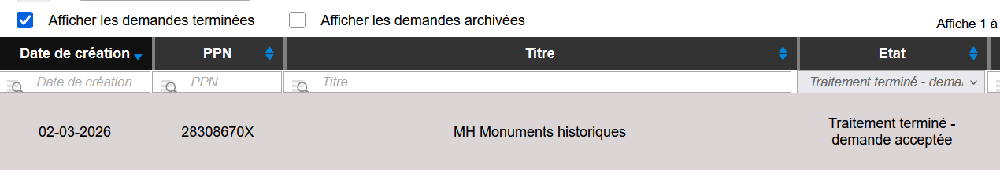 Afficher les demandes terminées Afficher les demandes archivées
Affiche 1 à
Date de création PPN Titre Etat
Date de création PPN Titre Traitement terminé - demar
02-03-2026 28308670X MH Monuments historiques Traitement terminé -
demande acceptée